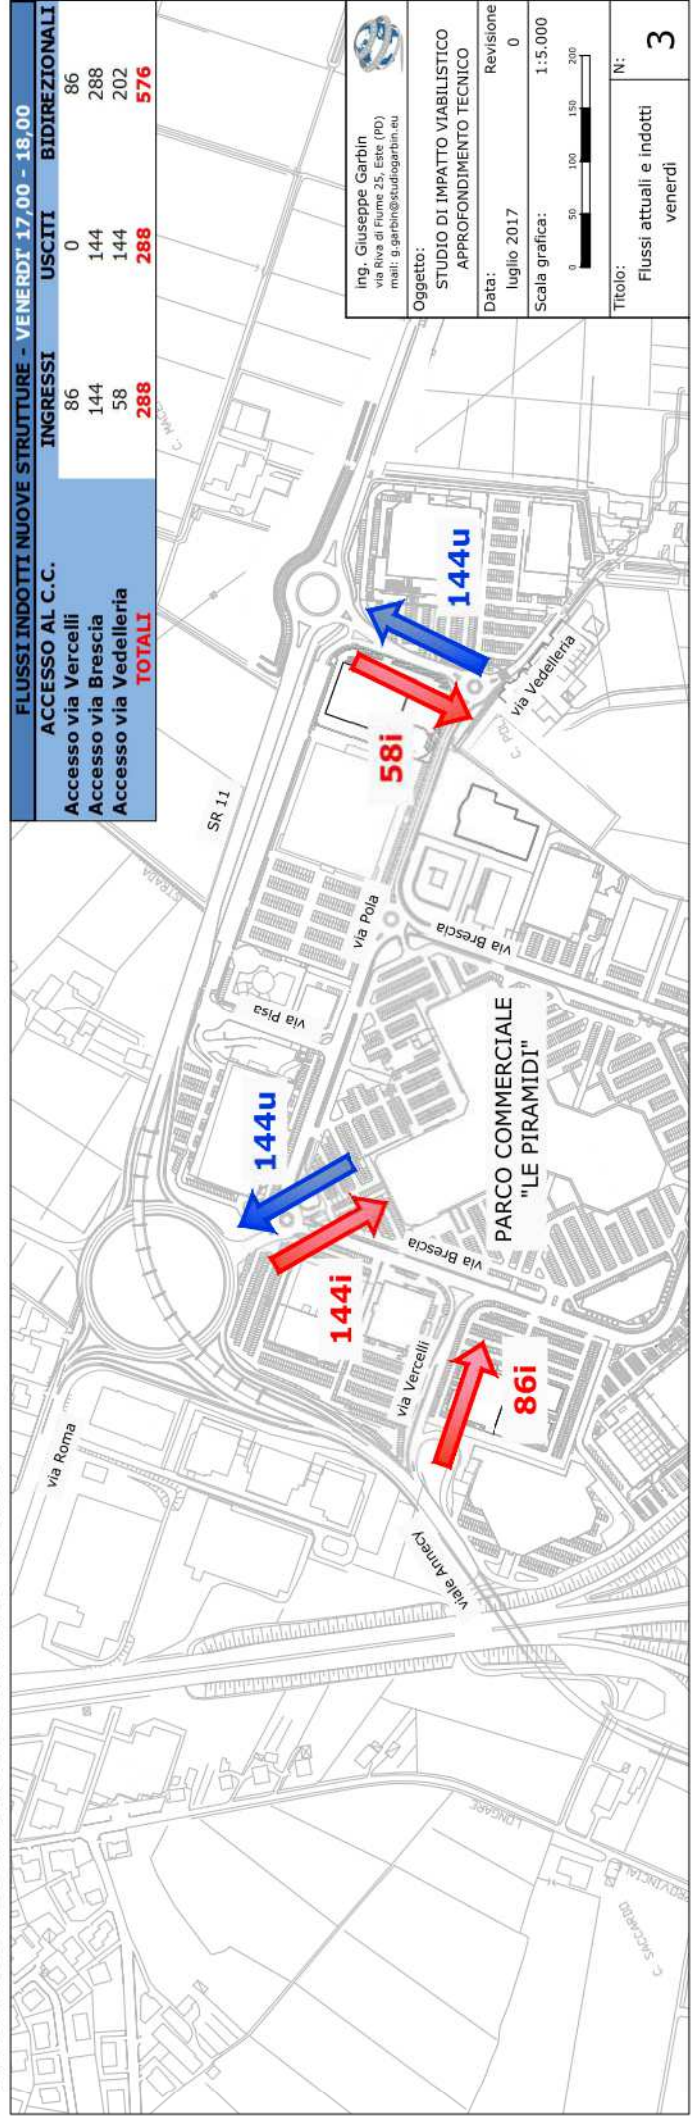 FLUSSI INDOTTI NUOVE STRUTTURE - VENERDI' 17,00 - 18,00
ACCESSO AL C.C. INGRESSI USCITI BIDIREZIONALI
Accesso via Vercelli 86 0 86
Accesso via Brescia 144 144 288
Accesso via Vedelleria 58 144 202
TOTALI 288 288 576
STRADA
SR 11
via Roma
144u
via Pisa
via Pola
144i
via Brescia
via Vercelli
86i
viale Annecy
PARCO COMMERCIALE
"LE PIRAMIDI"
via Brescia
58i
144u
via Vedelleria
LONGARE
C. SACCARDO
ing. Giuseppe Garbin
via Riva di Fiume 25, Este (PD)
mail: g.garbin@studiogarbin.eu
Oggetto:
STUDIO DI IMPATTO VIABILISTICO
APPROFONDIMENTO TECNICO
Data: Revisione
luglio 2017 0
Scala grafica: 1:5.000
0 50 100 150 200
Titolo: N:
Flussi attuali e indotti
venerdì
3